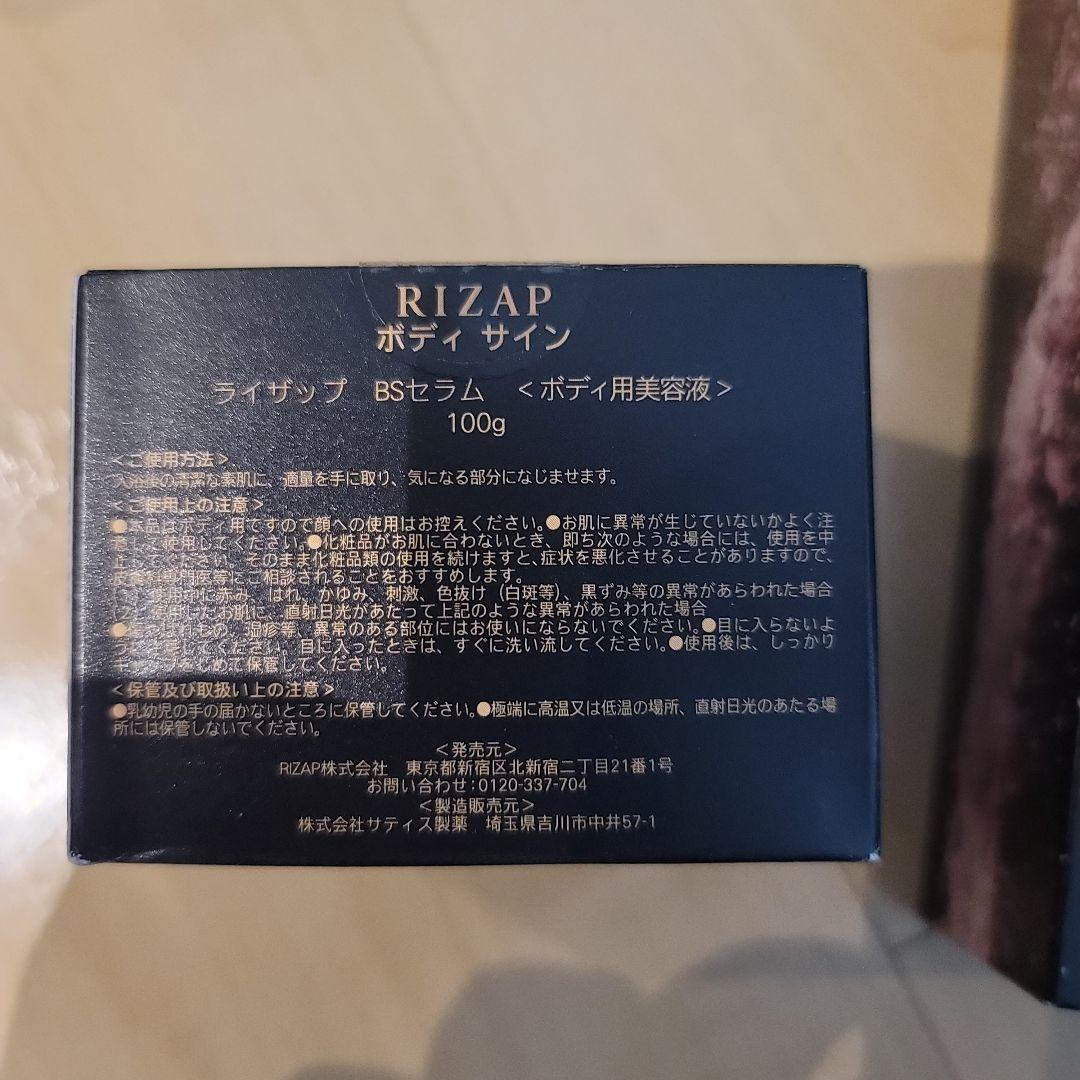 RIZAP
ボディ サイン
ライザップ BSセラム <ボディ用美容液>
100g
<ご使用方法>
入浴後の清潔な素肌に、適量を手に取り、気になる部分になじませます。
<ご使用上の注意>
●本品はボディ用ですので顔への使用はお控えください。●お肌に異常が生じていないかよく注
意して使用してください。●化粧品がお肌に合わないとき、即ち次のような場合には、使用を中
止してください。そのまま化粧品類の使用を続けますと、症状を悪化させることがありますので、
皮膚科専門医等にご相談されることをおすすめします。
使用中に赤み、はれ、かゆみ、刺激、色抜け（白斑等）、黒ずみ等の異常があらわれた場合
使用したお肌に、直射日光があたって上記のような異常があらわれた場合
●傷やはれもの、湿疹等、異常のある部位にはお使いにならないでください。●目に入らないよ
うご注意してください。目に入ったときは、すぐに洗い流してください。●使用後は、しっかり
キャップをしめて保管してください。
<保管及び取扱い上の注意>
●乳幼児の手の届かないところに保管してください。●極端に高温又は低温の場所、直射日光のあたる場
所には保管しないでください。
<発売元>
RIZAP株式会社 東京都新宿区北新宿二丁目21番1号
お問い合わせ：0120-337-704
<製造販売元>
株式会社サティス製薬 埼玉県吉川市中井57-1